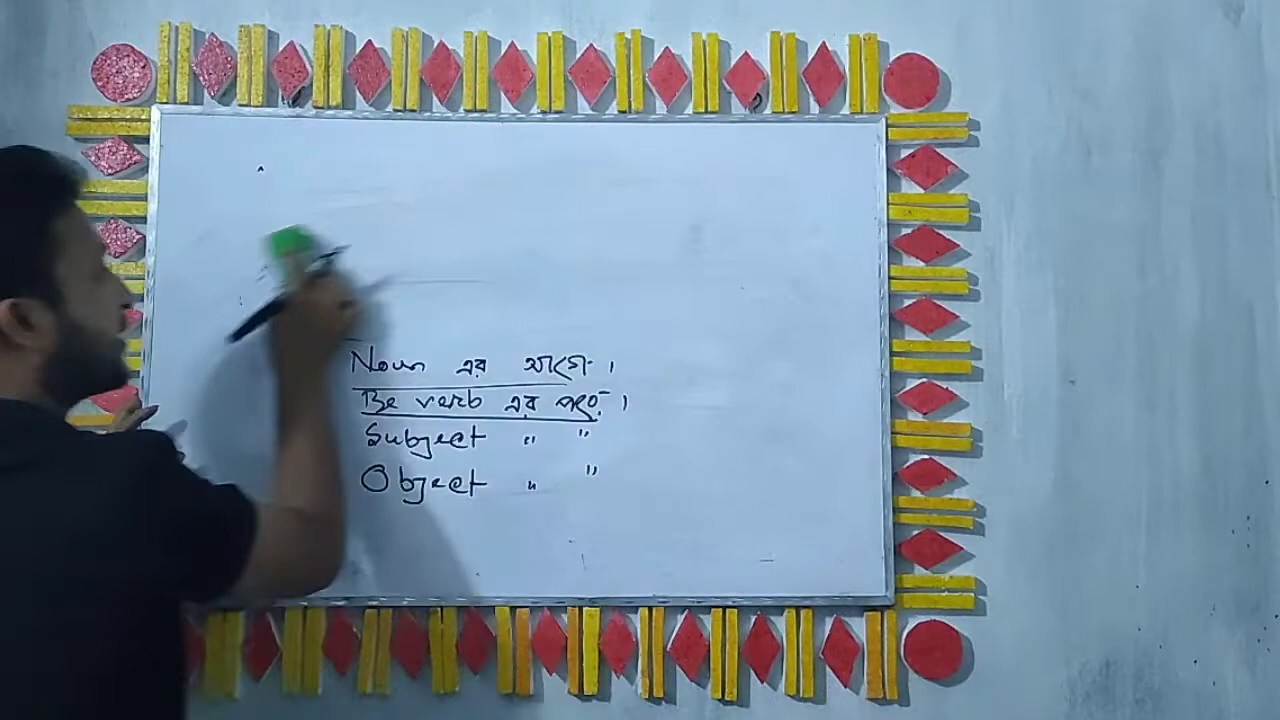 Noun এর আগে ।
Be verb এর পরে ।
Subject " "
Object " "